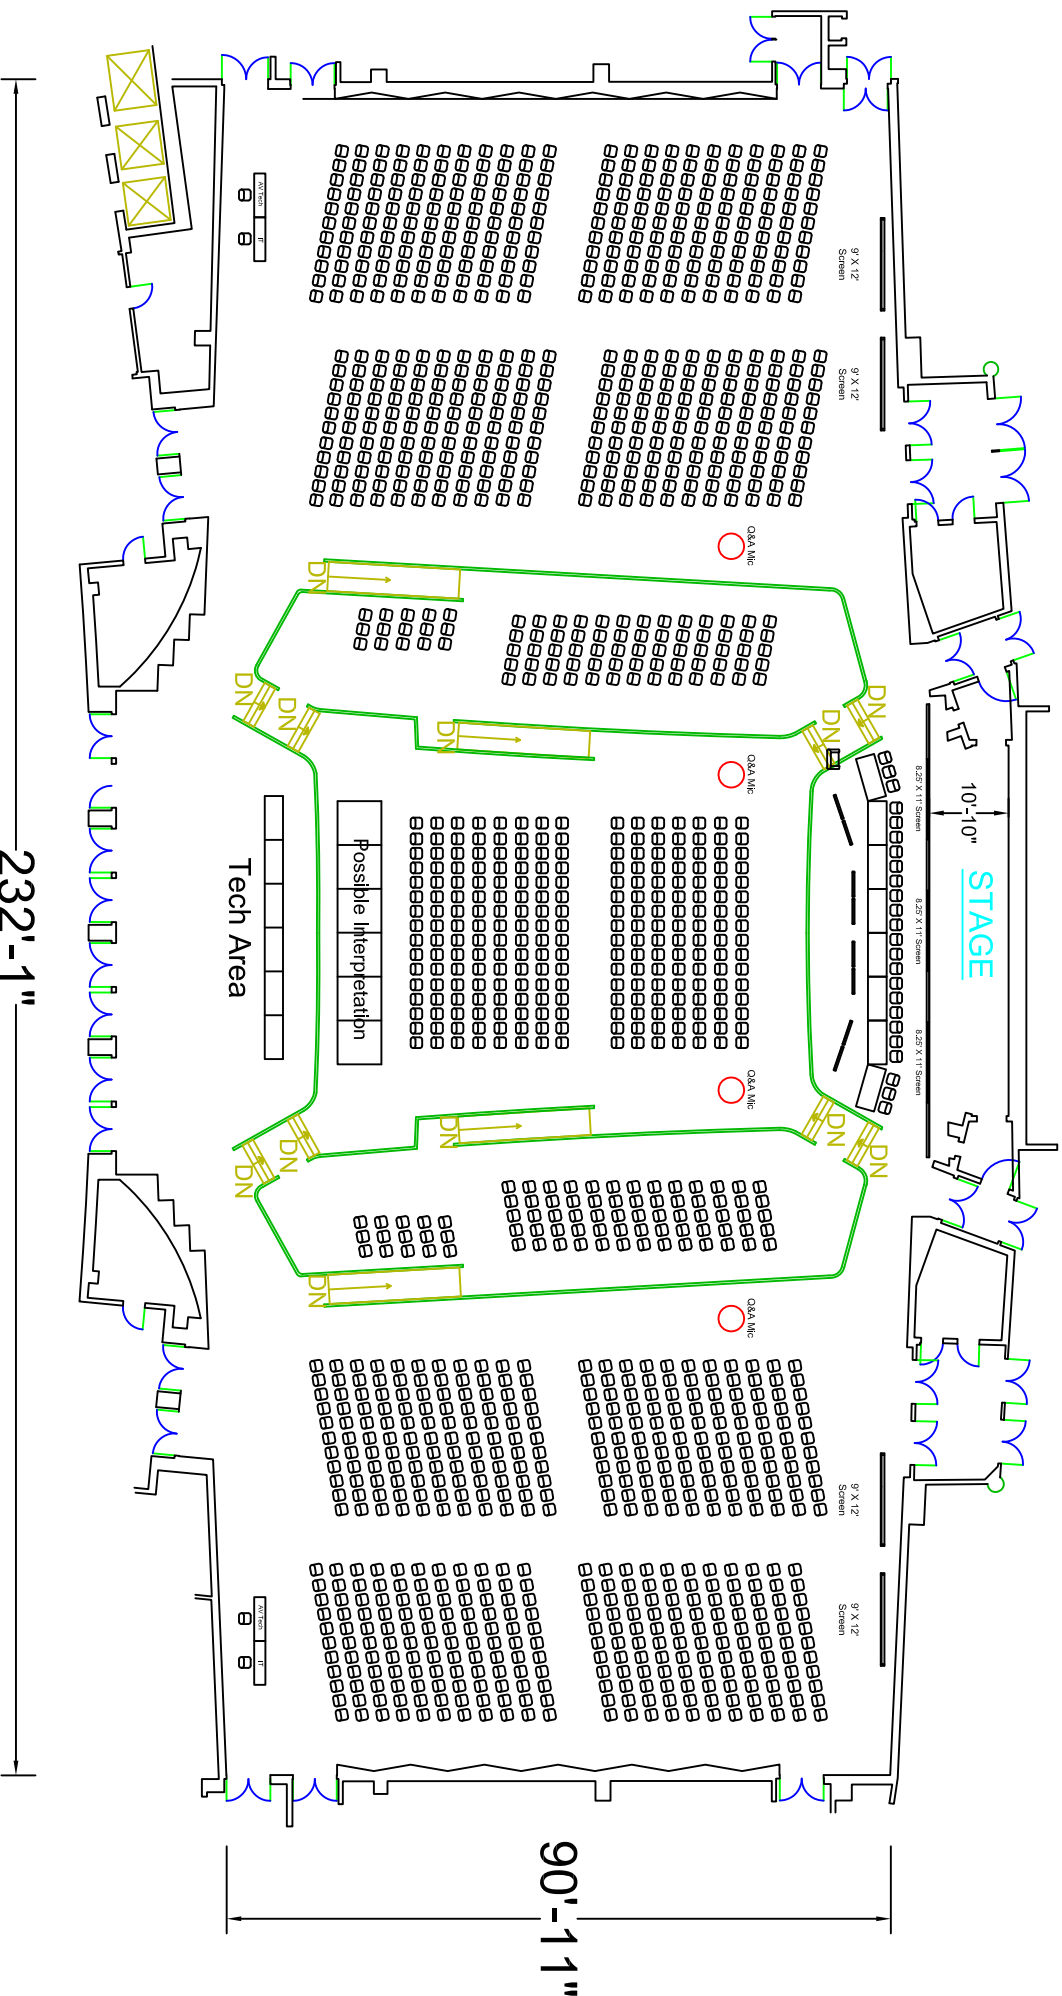 STAGE
10'-10"
8.25' X 11' Screen
8.25' X 11' Screen
8.25' X 11' Screen
9' X 12'
Screen
9' X 12'
Screen
9' X 12'
Screen
9' X 12'
Screen
DN
DN
DN
DN
Q&A Mic
Q&A Mic
Q&A Mic
Q&A Mic
90'-11"
DN
DN
Possible Interpretation
DN
DN
DN
DN
DN
DN
AV Tech
IT
Tech Area
AV Tech
IT
232'-1"